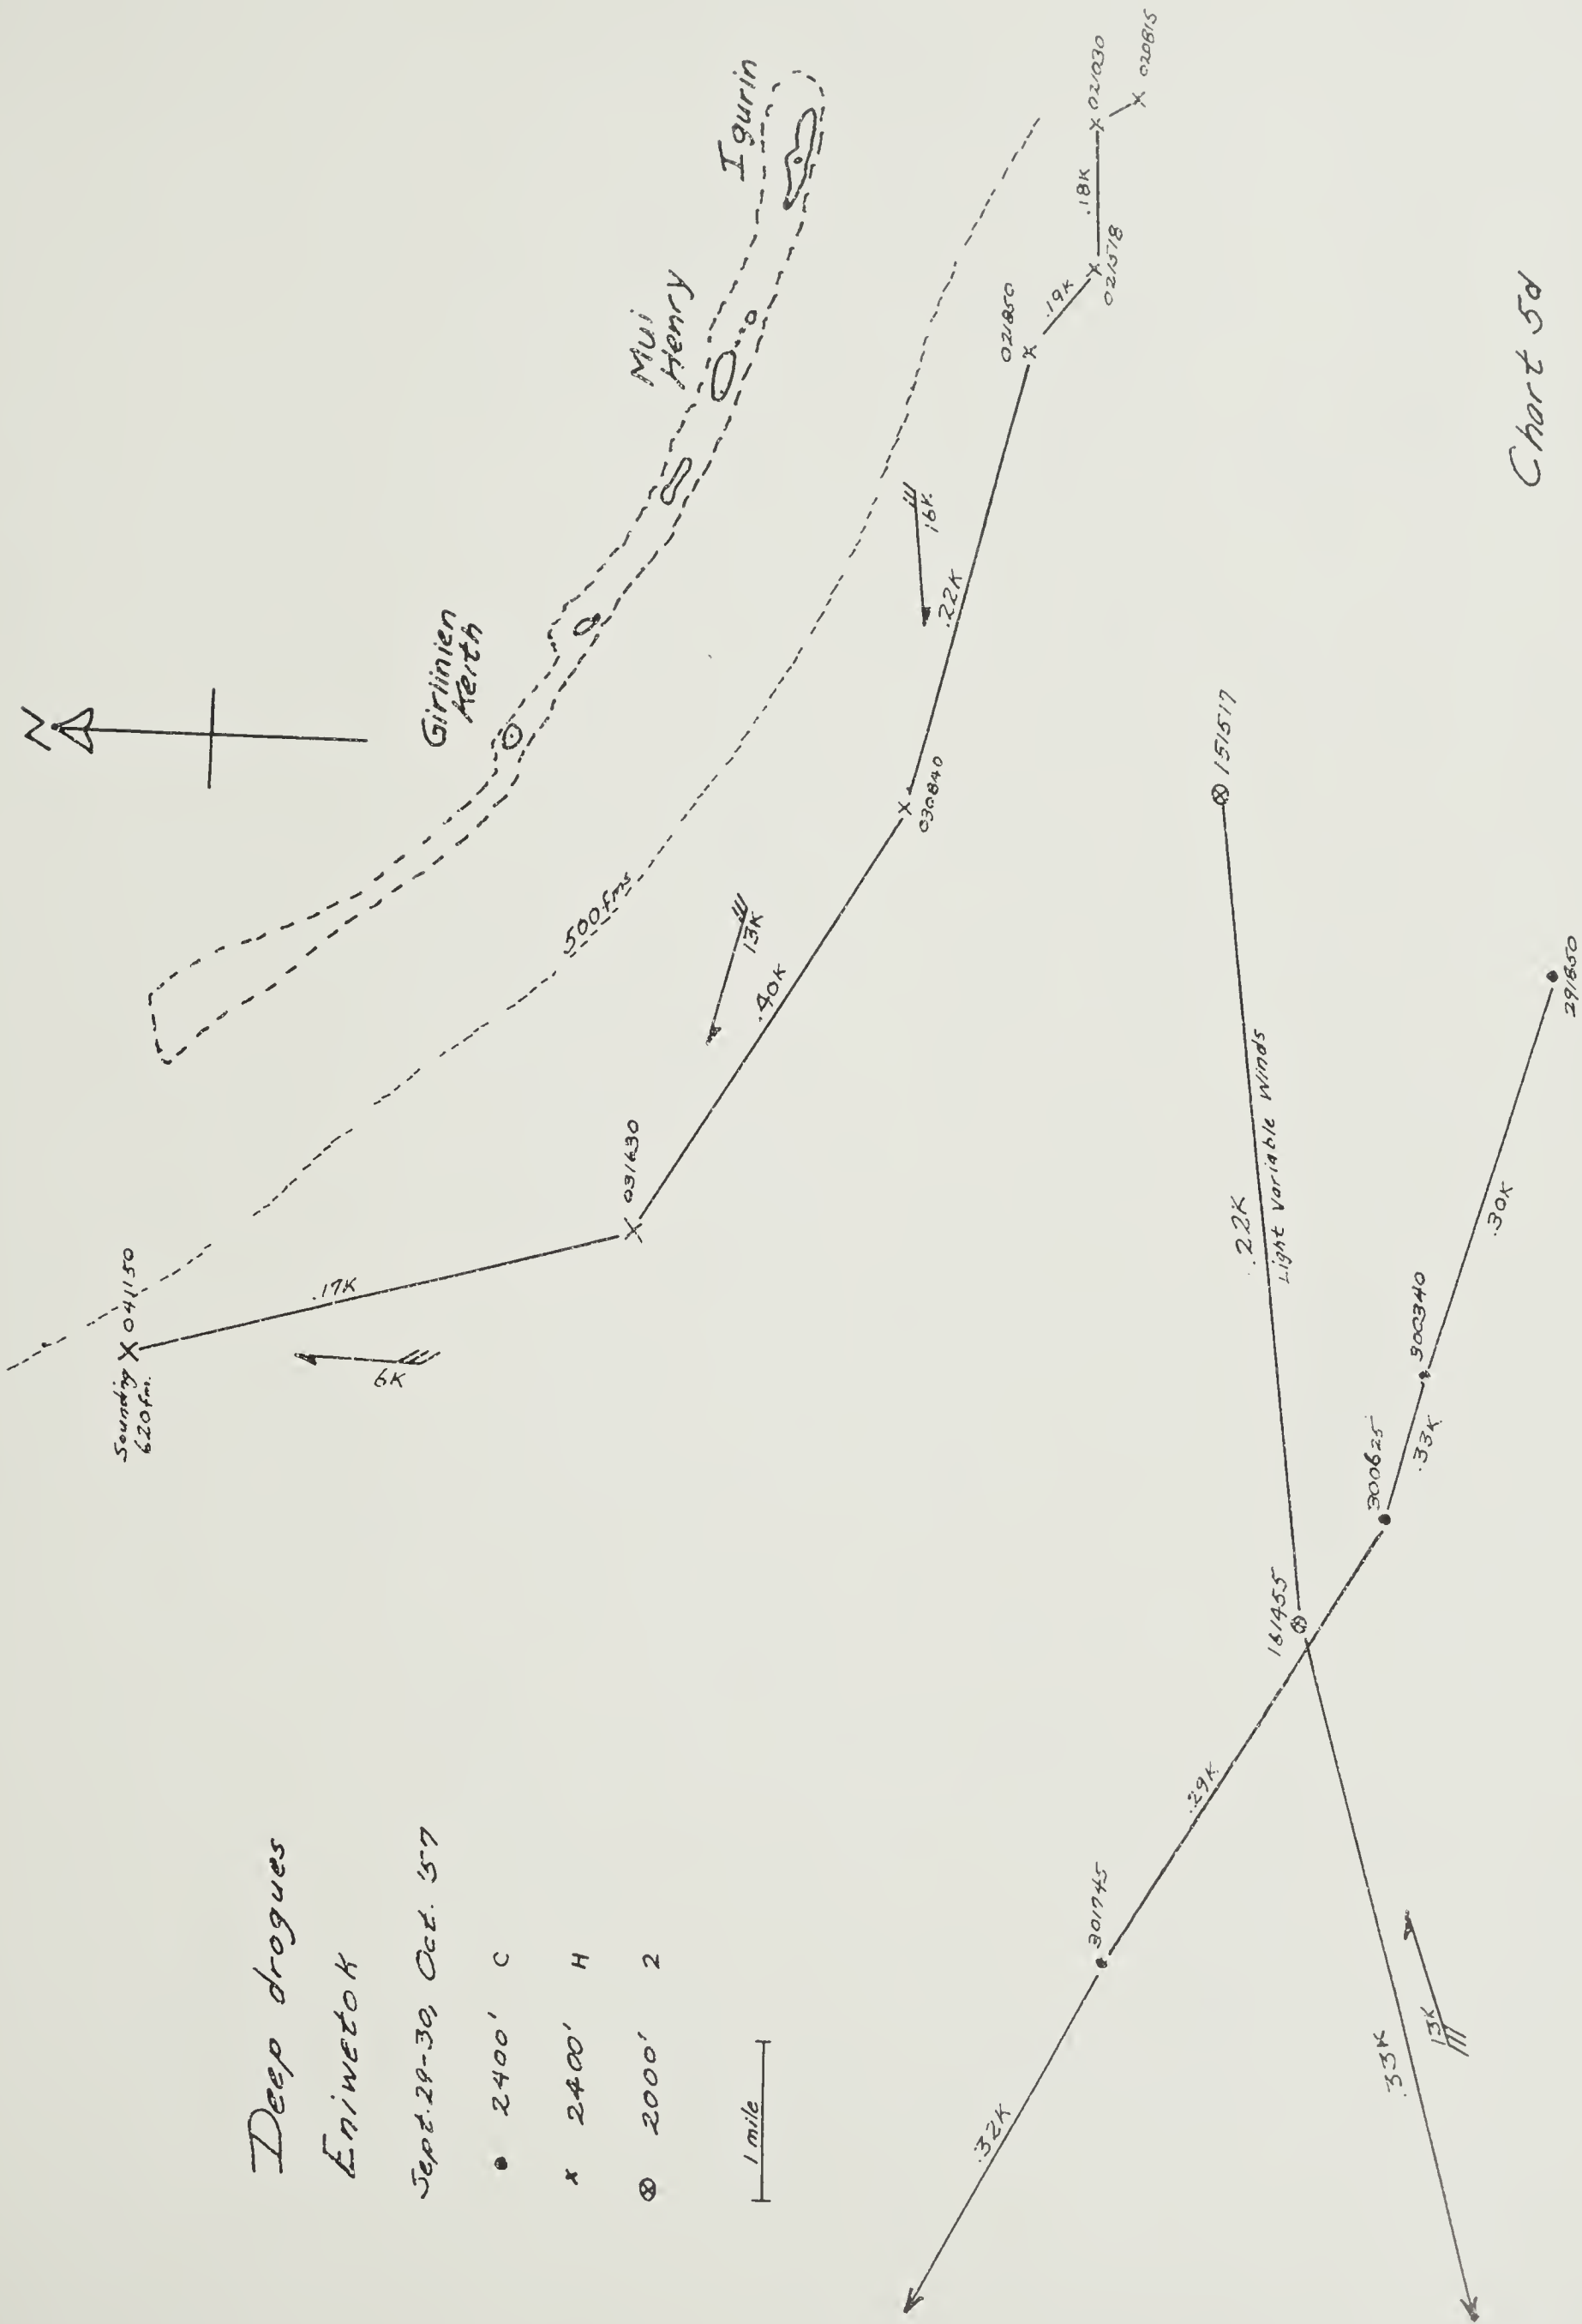 Deep drogues
Eniwetok
Sept. 29-30, Oct. '57
2400' C
2400' H
2000' 2
1 mile
N
Girlinien
Keith
Mui
Henry
Igurin
500 fms
Sounding
620 fm.
041150
.17K
6K
031630
.40K
13K
030840
.22K
16K
021850
.19K
021518
.18K
021030
020815
151517
.22K
Light Variable Winds
161455
.33K
13K
291850
.30K
300340
.33K
300625
.29K
301745
.32K
Chart 5d